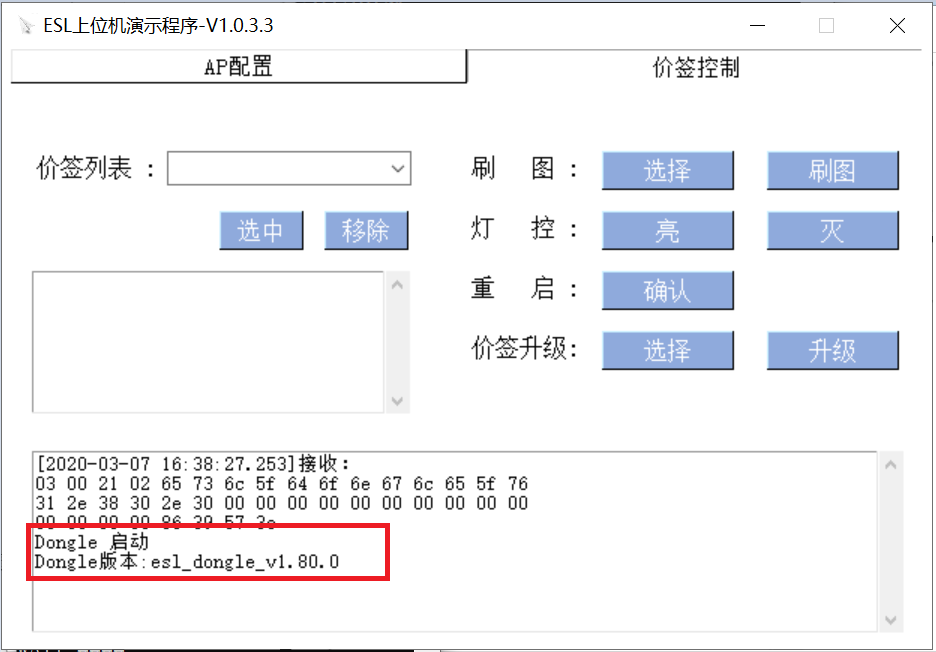 ESL上位机演示程序-V1.0.3.3
AP配置
价签控制
价签列表：
选中
移除
刷 图：
选择
刷图
灯 控：
亮
灭
重 启：
确认
价签升级：
选择
升级
[2020-03-07 16:38:27.253]接收：
03 00 21 02 65 73 6c 5f 64 6f 6e 67 6c 65 5f 76
31 2e 38 30 2e 30 00 00 00 00 00 00 00 00 00 00
00 00 00 00 86 39 57 3e
Dongle 启动
Dongle版本:esl_dongle_v1.80.0